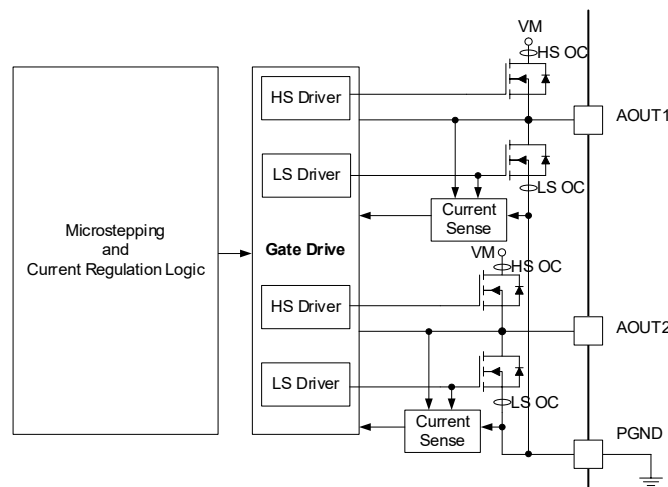 VM
HS OC
HS Driver
AOUT1
LS Driver
LS OC
Current
Sense
Microstepping
and
Current Regulation Logic
Gate Drive
VM
HS OC
HS Driver
AOUT2
LS Driver
LS OC
Current
Sense
PGND